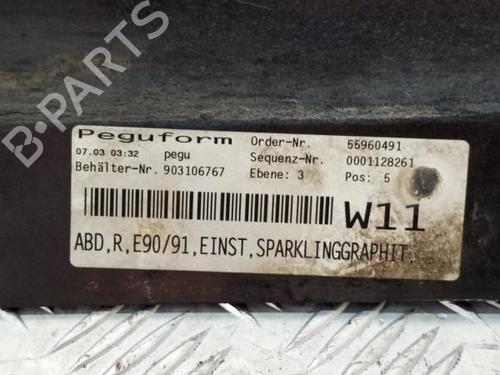 B-PARTS
Peguform
Order-Nr. 55960491
07.03 03:32 pegu Sequenz-Nr. 0001128261
Behälter-Nr. 903106767 Ebene: 3 Pos: 5
W11
ABD,R,E90/91,EINST,SPARKLINGGRAPHIT,